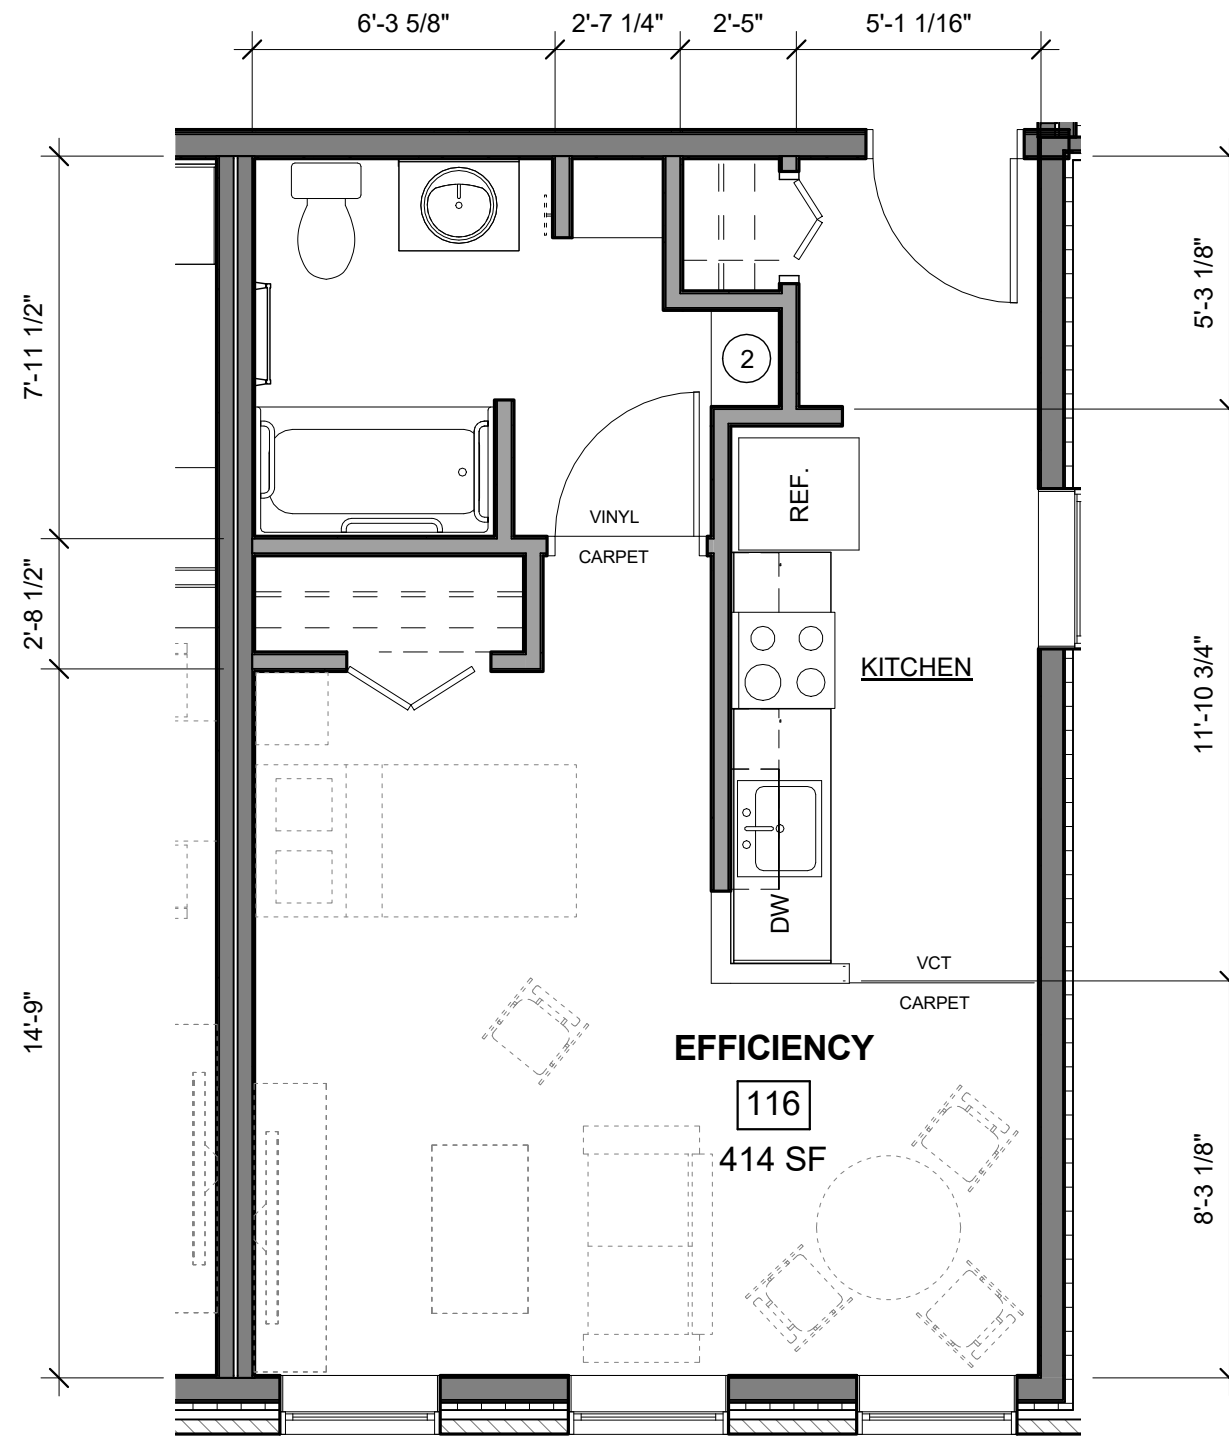 6'-3 5/8" 2'-7 1/4" 2'-5" 5'-1 1/16"
7'-11 1/2"
5'-3 1/8"
2
REF.
VINYL
CARPET
2'-8 1/2"
KITCHEN
11'-10 3/4"
DW
VCT
CARPET
14'-9"
EFFICIENCY
116
414 SF
8'-3 1/8"